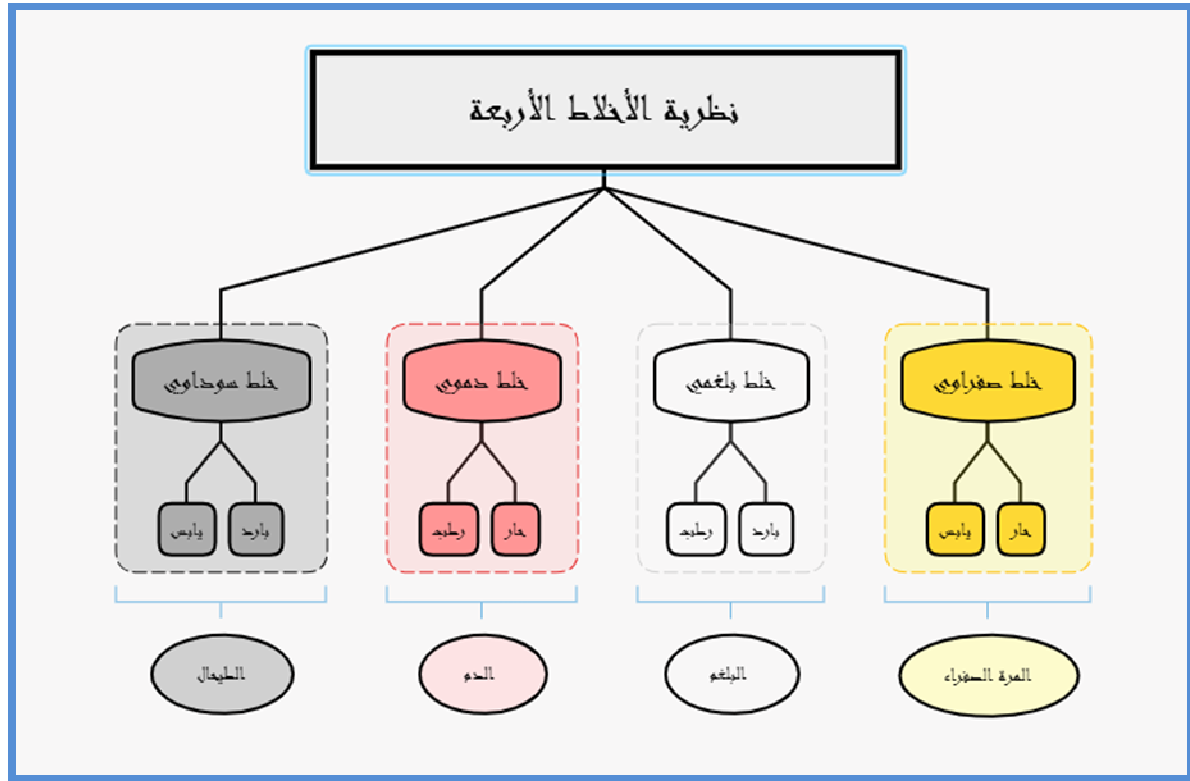 نظرية الأخلاط الأربعة
خلط صفراوي
خلط بلغمي
خلط دموي
خلط سوداوي
حار
يابس
بارد
رطب
حار
رطب
بارد
يابس
المرة الصفراء
البلغم
الدم
الطيحال